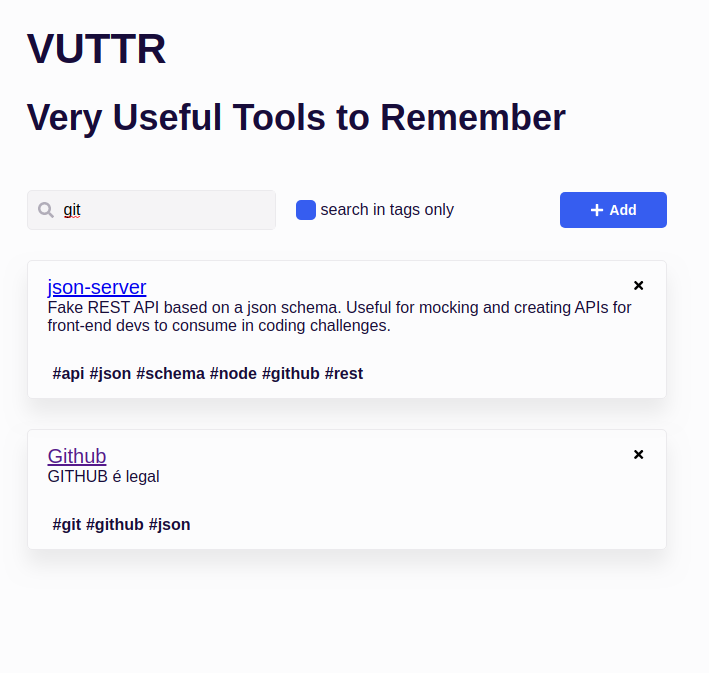 VUTTR
Very Useful Tools to Remember
git
search in tags only
Add
json-server
Fake REST API based on a json schema. Useful for mocking and creating APIs for
front-end devs to consume in coding challenges.
#api #json #schema #node #github #rest
Github
GITHUB é legal
#git #github #json